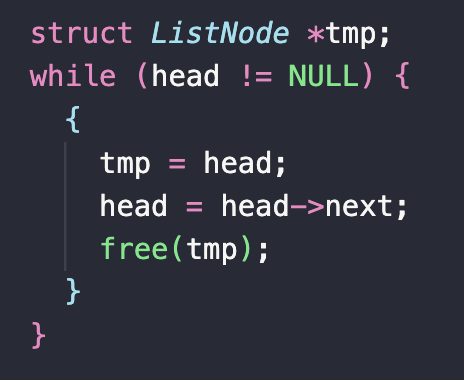 struct ListNode *tmp;
while (head != NULL) {
{
tmp = head;
head = head->next;
free(tmp);
}
}